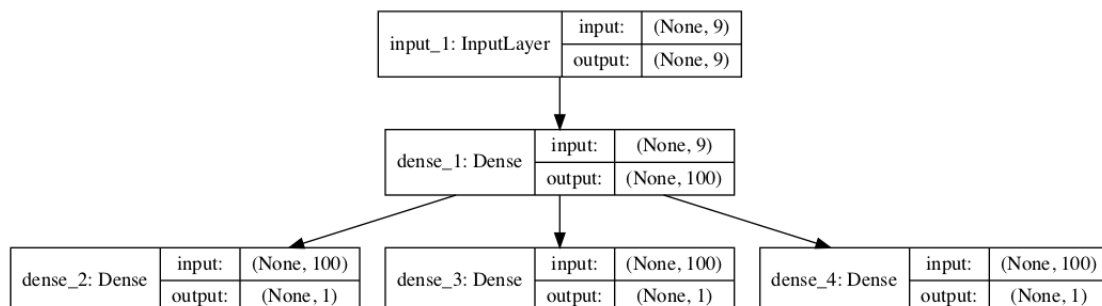 input_1: InputLayer
input: (None, 9)
output: (None, 9)
dense_1: Dense
input: (None, 9)
output: (None, 100)
dense_2: Dense
input: (None, 100)
output: (None, 1)
dense_3: Dense
input: (None, 100)
output: (None, 1)
dense_4: Dense
input: (None, 100)
output: (None, 1)